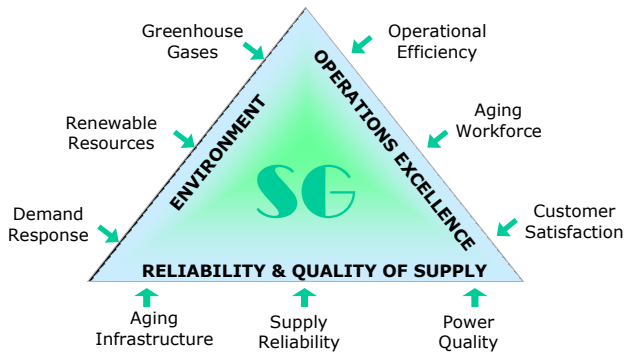 Greenhouse
Gases
Operational
Efficiency
Renewable
Resources
Aging
Workforce
Demand
Response
Customer
Satisfaction
ENVIRONMENT
OPERATIONS EXCELLENCE
SG
RELIABILITY & QUALITY OF SUPPLY
Aging
Infrastructure
Supply
Reliability
Power
Quality